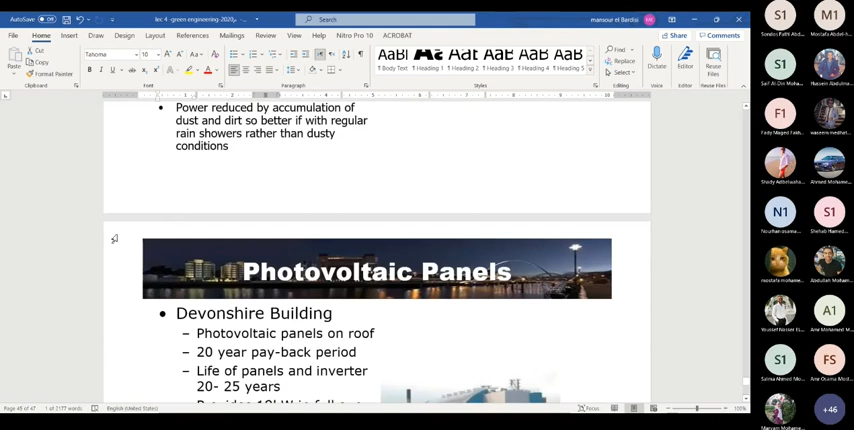 AutoSave Off
lec 4 -green-engineering-2020p...
Search
mansour et Bardisi
File Home Insert Draw Design Layout References Mailings Review View Help Nitro Pro 10 ACROBAT
Share Comments
Paste
Cut
Copy
Format Painter
Clipboard
Tahoma 10
Font
Paragraph
AaBl AaI AaBb AaBb AaBb
Body Text Heading 1 Heading 2 Heading 3 Heading 4 Heading 5
Styles
Find
Replace
Select
Editing
Dictate
Voice
Editor
Editor
Reuse Files
Reuse Files
• Power reduced by accumulation of
dust and dirt so better if with regular
rain showers rather than dusty
conditions
Photovoltaic Panels
• Devonshire Building
– Photovoltaic panels on roof
– 20 year pay-back period
– Life of panels and inverter
20- 25 years
Page 45 of 47 1 of 2177 words English (United States)
Focus
100%
S1 M1
Sondos Fathi Abd... Mostafa Abdel-h...
S1
Saif Al-Din Moha... Hussein Abdulmo...
F1
Fady Maged Fakh... waseem medhat...
Shady Adbelwaha... Ahmed Mohame...
N1 S1
Nourhan osama... Shehab Hamed...
mostafa mohame... Abdullah Moham...
A1
Youssef Nasser EL... Amr Mohamed M...
S1 FS
Salma Ahmed Mo... Amr Osama Most...
+46
Maryam Mohame...